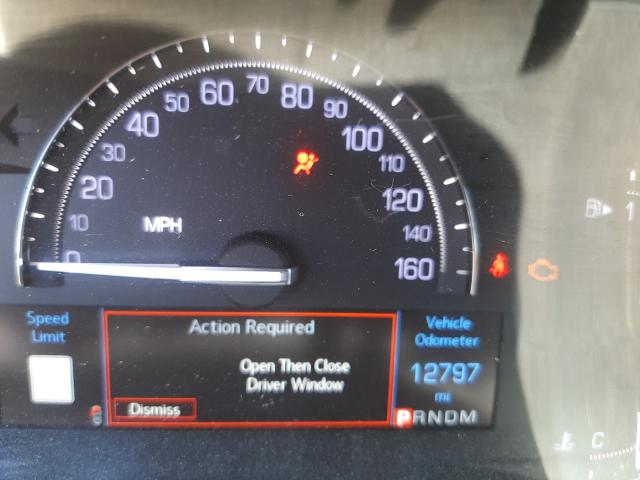 60 70 80
50 90
40 100
30 110
20 120
10 MPH 140
0 160
1
Speed
Limit
Action Required
Open Then Close
Driver Window
Dismiss
Vehicle
Odometer
12797
mi
PRNDM
C